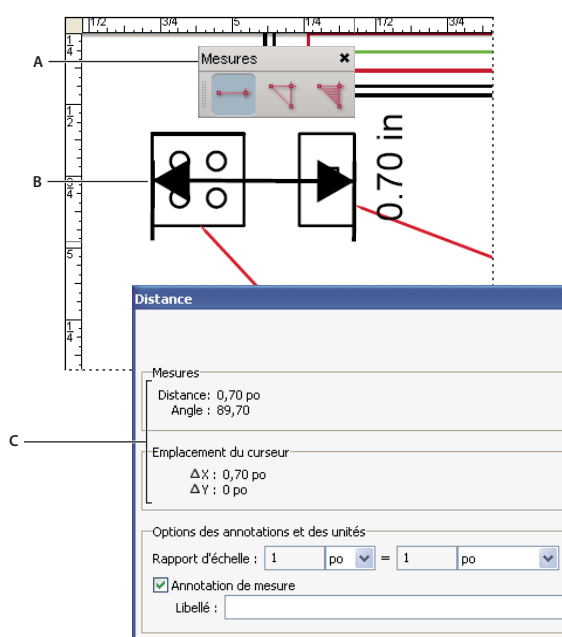 1/2 3/4 5 1/4 1/2 3/4
1/4
A
Mesures
1/2
0.70 in
B
3/4
5
Distance
1/4
Mesures
Distance: 0,70 po
Angle : 89,70
C
Emplacement du curseur
Δ X : 0,70 po
Δ Y : 0 po
Options des annotations et des unités
Rapport d'échelle : 1 po = 1 po
Annotation de mesure
Libellé :